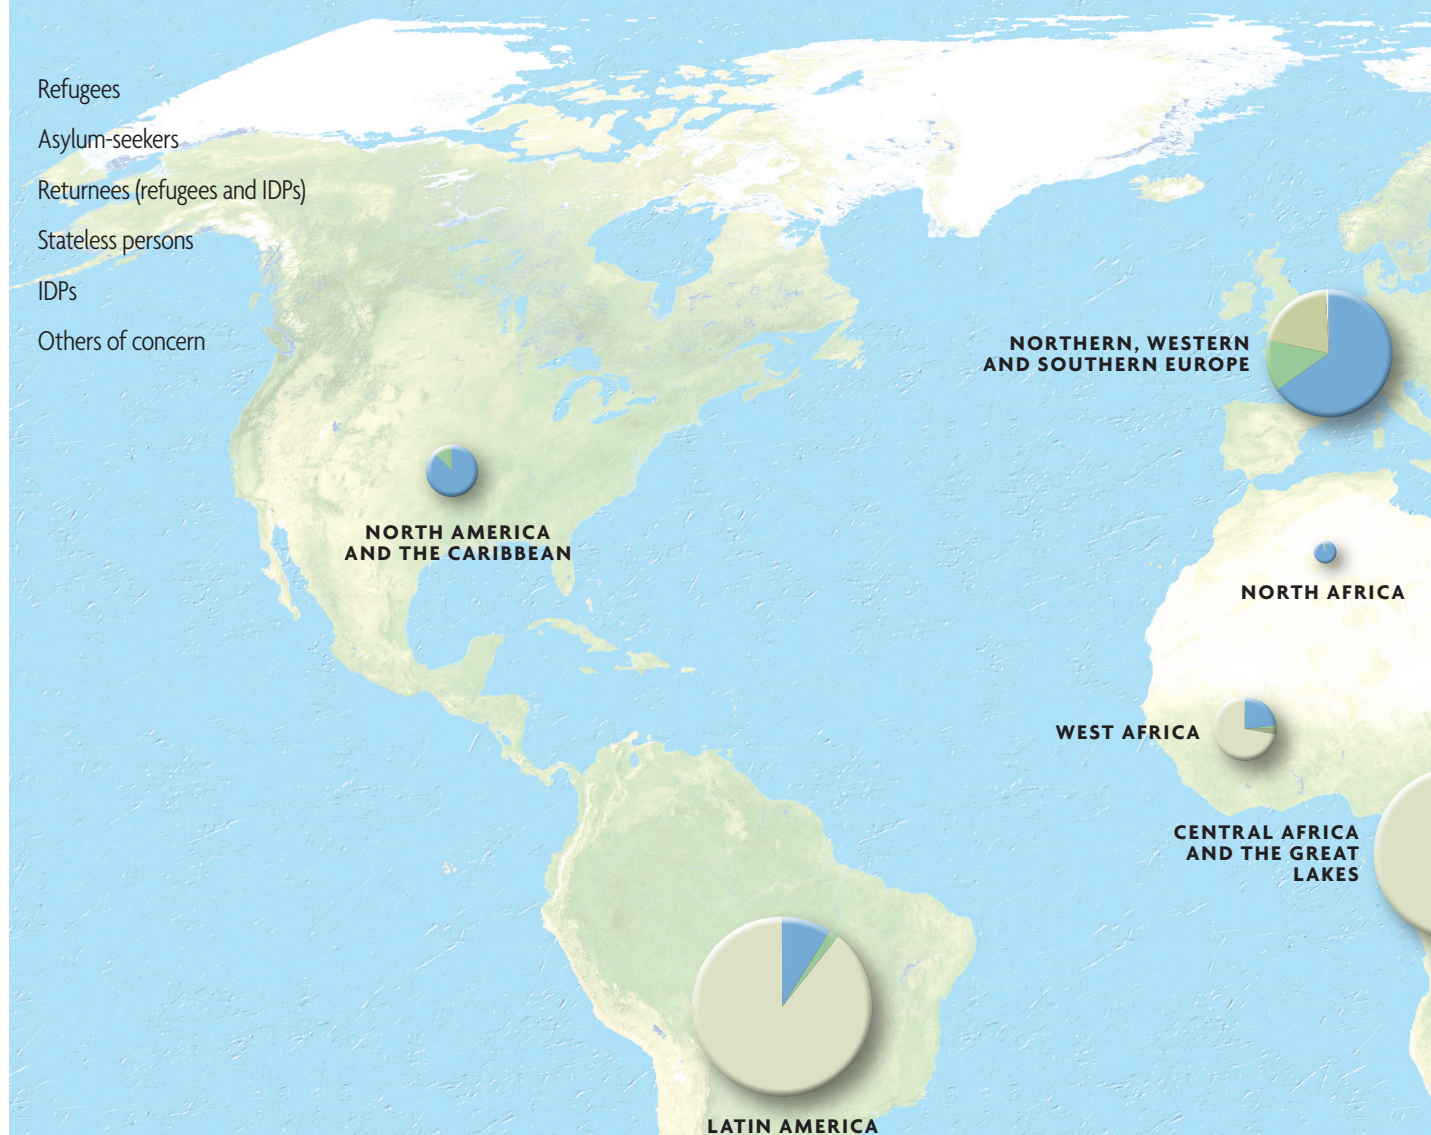 Refugees
Asylum-seekers
Returnees (refugees and IDPs)
Stateless persons
IDPs
Others of concern
NORTHERN, WESTERN
AND SOUTHERN EUROPE
NORTH AMERICA
AND THE CARIBBEAN
NORTH AFRICA
WEST AFRICA
CENTRAL AFRICA
AND THE GREAT
LAKES
LATIN AMERICA